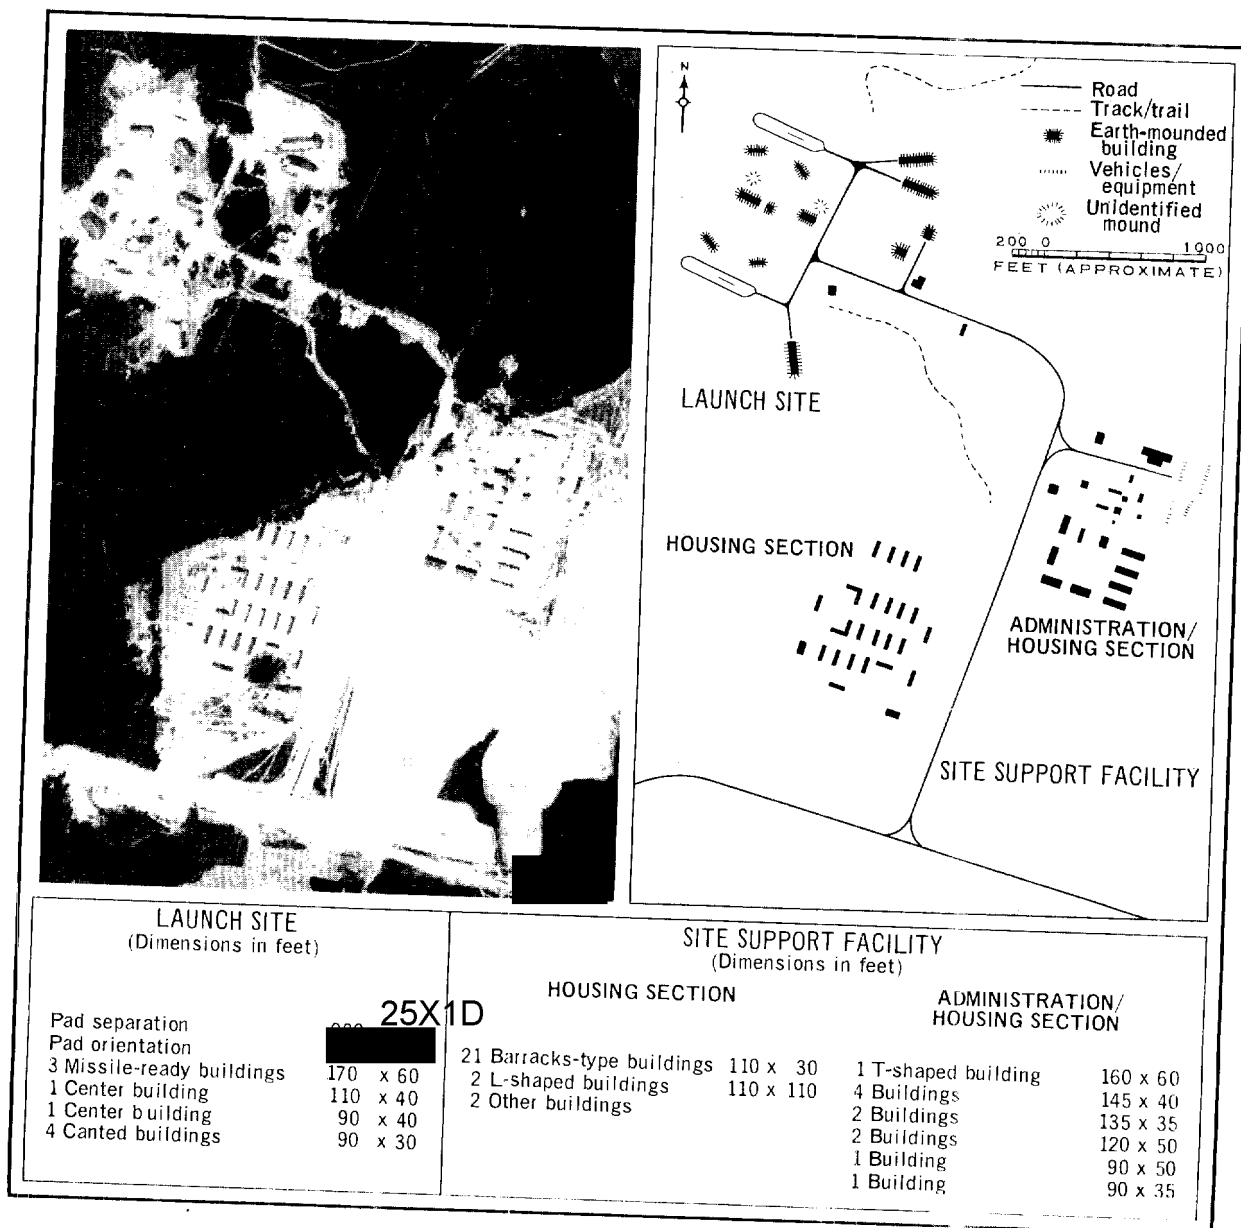 N
Road
Track/trail
Earth-mounded
building
Vehicles/
equipment
Unidentified
mound
200 0 1000
FEET (APPROXIMATE)
LAUNCH SITE
HOUSING SECTION
ADMINISTRATION/
HOUSING SECTION
SITE SUPPORT FACILITY
LAUNCH SITE
(Dimensions in feet)
25X1D
Pad separation
Pad orientation
3 Missile-ready buildings 170 x 60
1 Center building 110 x 40
1 Center building 90 x 40
4 Canted buildings 90 x 30
SITE SUPPORT FACILITY
(Dimensions in feet)
HOUSING SECTION
21 Barracks-type buildings 110 x 30
2 L-shaped buildings 110 x 110
2 Other buildings
ADMINISTRATION/
HOUSING SECTION
1 T-shaped building 160 x 60
4 Buildings 145 x 40
2 Buildings 135 x 35
2 Buildings 120 x 50
1 Building 90 x 50
1 Building 90 x 35